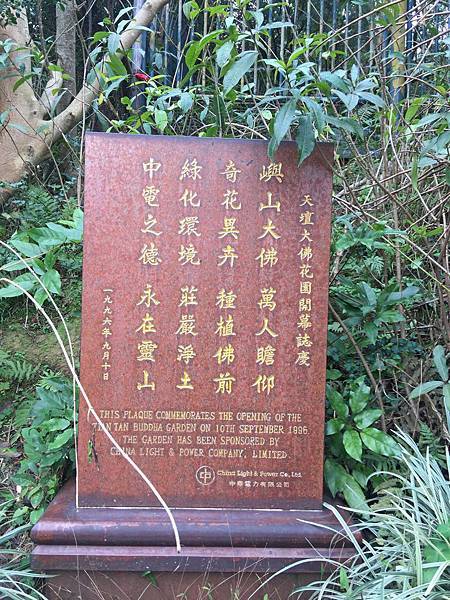 天壇大佛花園開幕誌慶
嶼山大佛 萬人瞻仰
奇花異卉 種植佛前
綠化環境 莊嚴淨土
中電之德 永在靈山
一九九六年九月十日
THIS PLAQUE COMMEMORATES THE OPENING OF THE
TIAN TAN BUDDHA GARDEN ON 10TH SEPTEMBER 1996.
THE GARDEN HAS BEEN SPONSORED BY
CHINA LIGHT & POWER COMPANY, LIMITED.
China Light & Power Co., Ltd.
中華電力有限公司